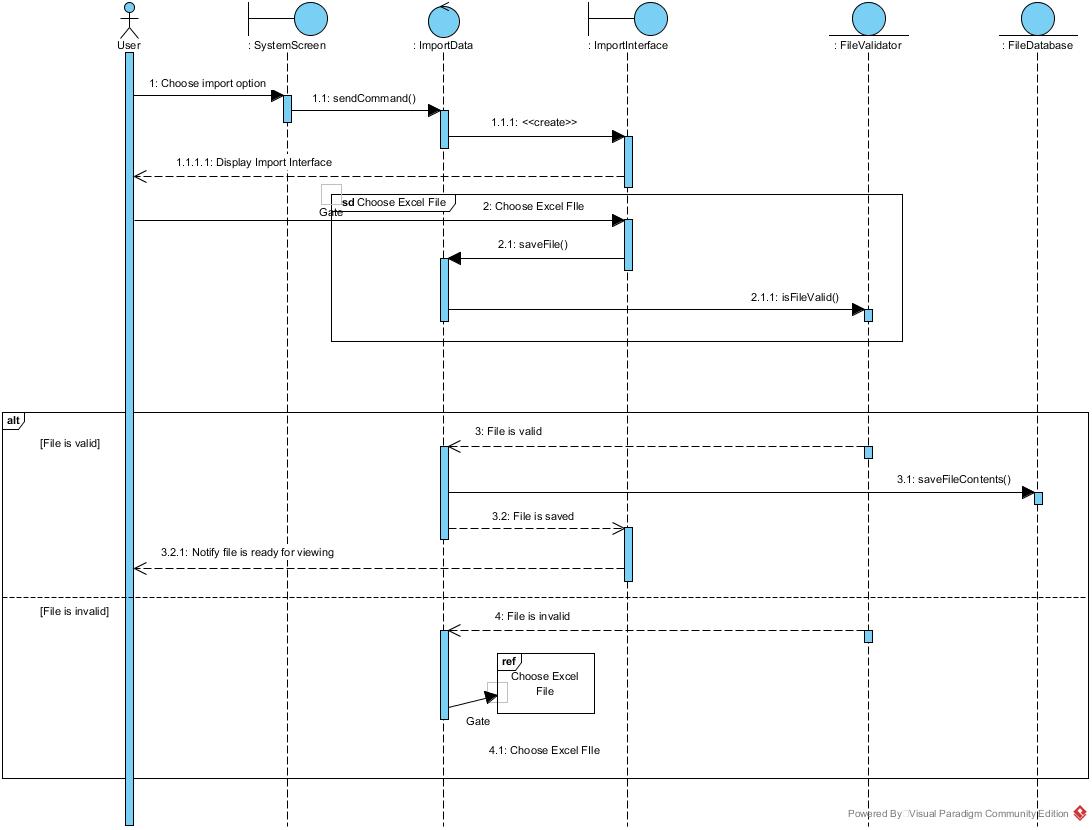 User
: SystemScreen
: ImportData
: ImportInterface
: FileValidator
: FileDatabase
1: Choose import option
1.1: sendCommand()
1.1.1: <<create>>
1.1.1.1: Display Import Interface
sd Choose Excel File
Gate
2: Choose Excel FIle
2.1: saveFile()
2.1.1: isFileValid()
alt
[File is valid]
3: File is valid
3.1: saveFileContents()
3.2: File is saved
3.2.1: Notify file is ready for viewing
[File is invalid]
4: File is invalid
ref
Choose Excel
File
Gate
4.1: Choose Excel FIle
Powered By Visual Paradigm Community Edition